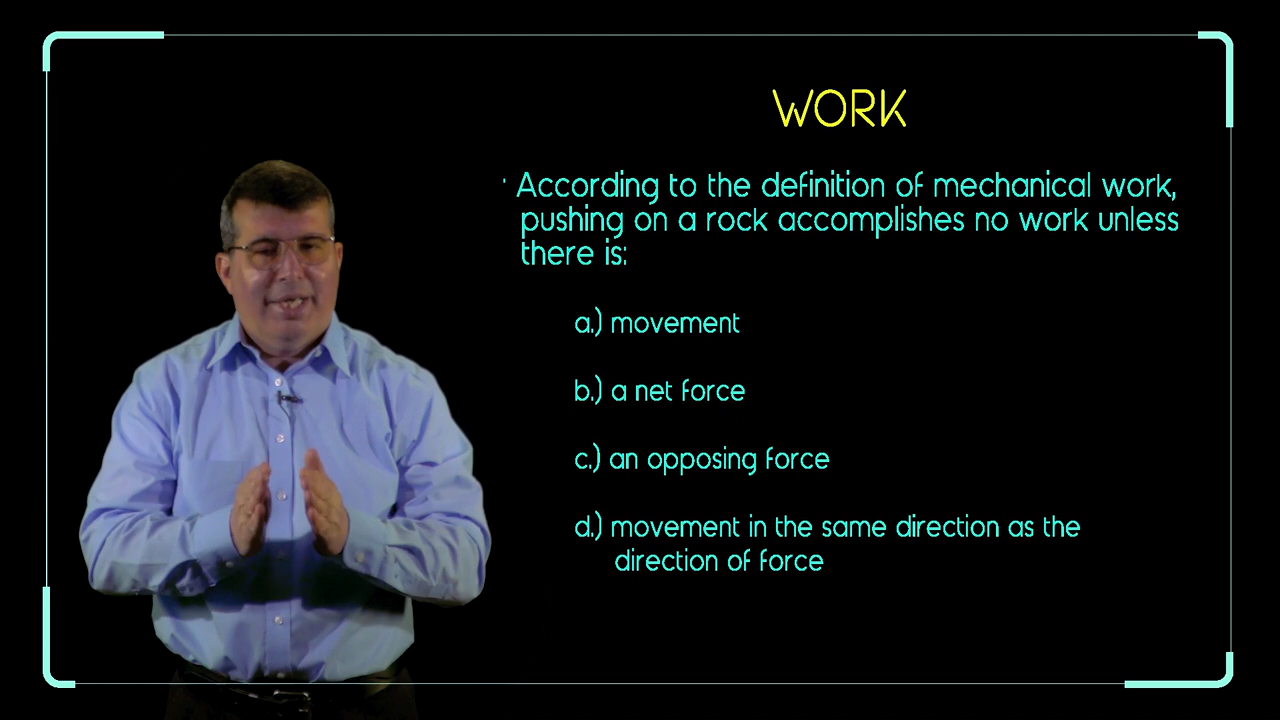 WORK
· According to the definition of mechanical work,
pushing on a rock accomplishes no work unless
there is:
a.) movement
b.) a net force
c.) an opposing force
d.) movement in the same direction as the
direction of force